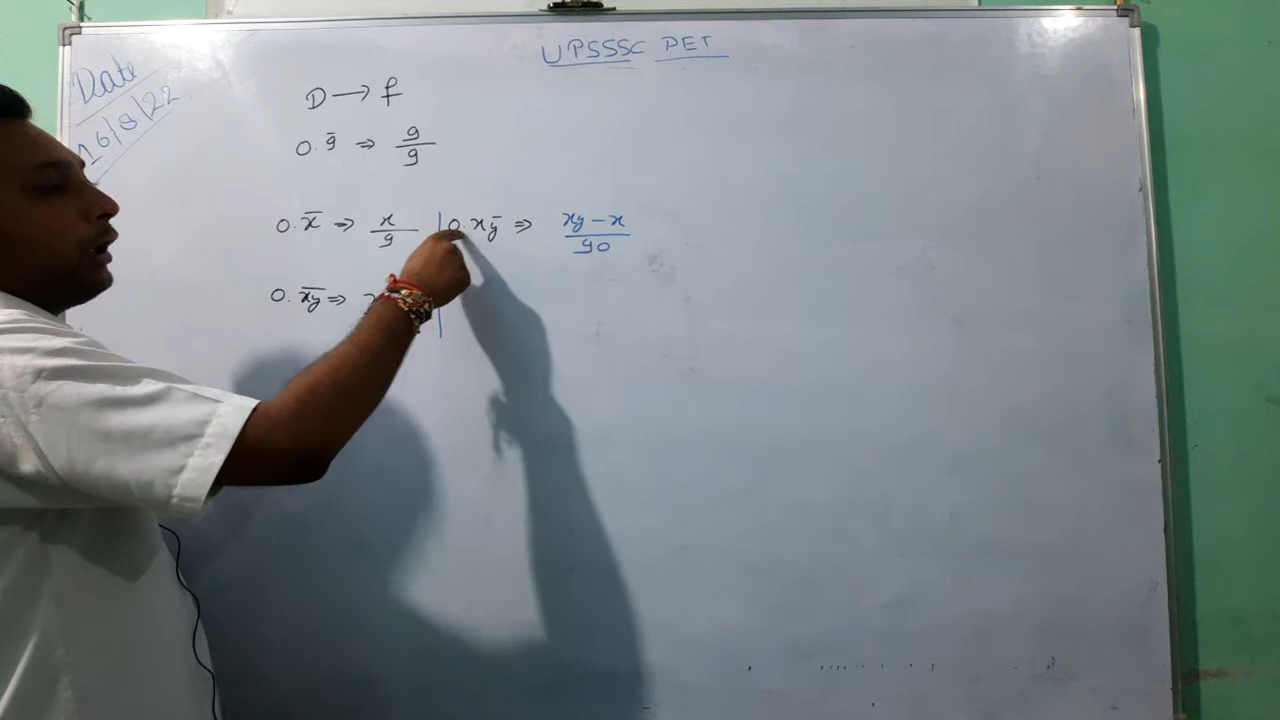 UPSSSC PET
Date
16/8/22
D → f
0.9̄ ⇒ 9/9
0.x̄ ⇒ x/9 | 0.xȳ ⇒ xy - x/90
0.x̄ȳ ⇒